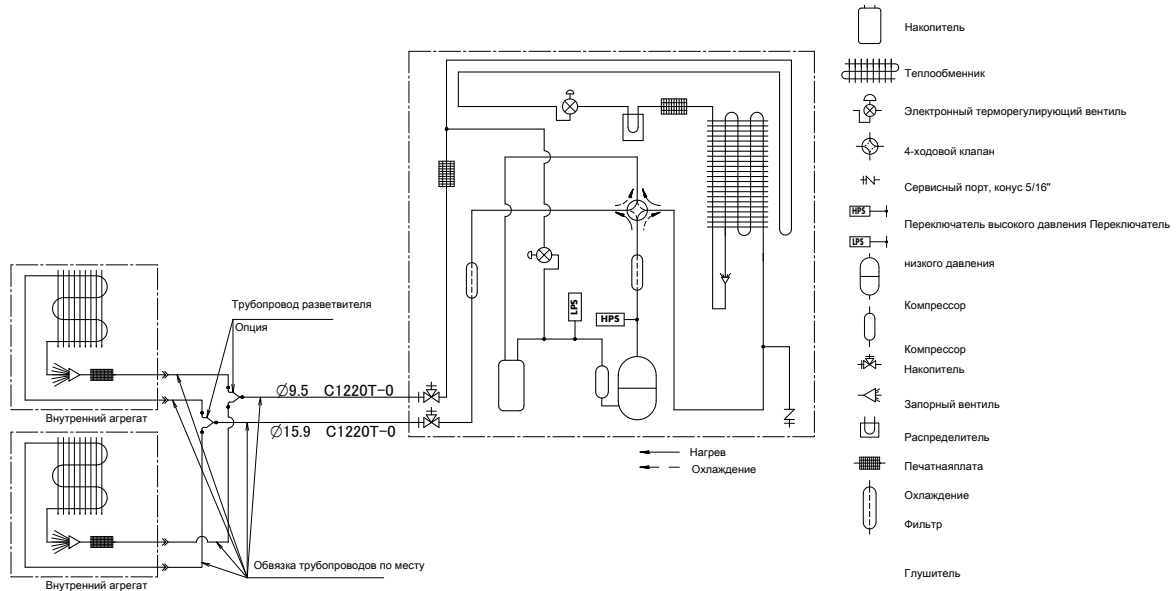 Накопитель
Теплообменник
Электронный терморегулирующий вентиль
4-ходовой клапан
Сервисный порт, конус 5/16"
HPS
Переключатель высокого давления Переключатель
LPS
низкого давления
Компрессор
Компрессор
Накопитель
Запорный вентиль
Распределитель
Печатнаяплата
Охлаждение
Фильтр
Глушитель
LPS
HPS
Трубопровод разветвителя
Опция
Ø9.5 C1220T-0
Ø15.9 C1220T-0
Внутренний агрегат
Нагрев
Охлаждение
Обвязка трубопроводов по месту
Внутренний агрегат